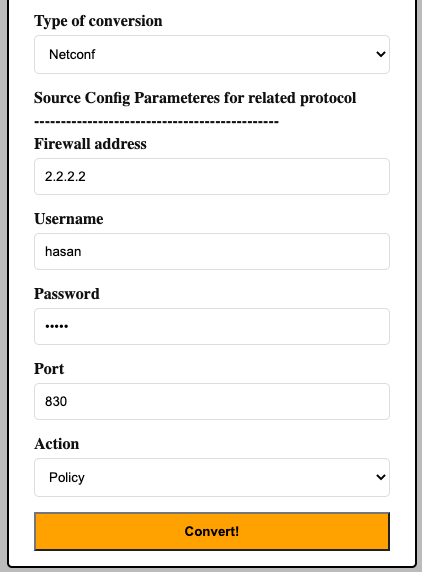 Type of conversion
Netconf
Source Config Parameteres for related protocol
----------------------------------------------
Firewall address
2.2.2.2
Username
hasan
Password
•••••
Port
830
Action
Policy
Convert!